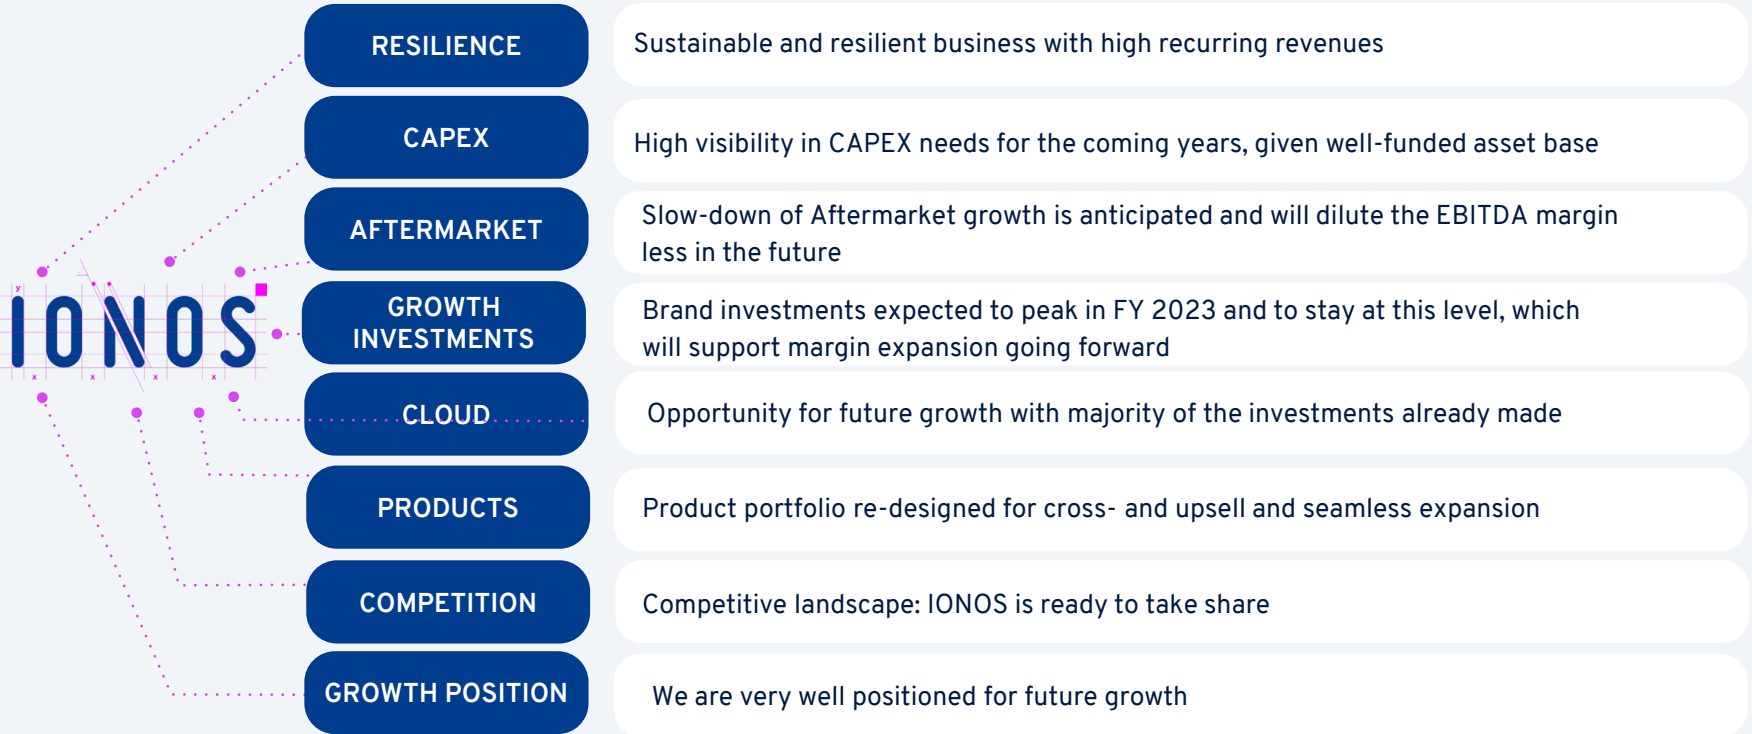 RESILIENCE
Sustainable and resilient business with high recurring revenues
CAPEX
High visibility in CAPEX needs for the coming years, given well-funded asset base
AFTERMARKET
Slow-down of Aftermarket growth is anticipated and will dilute the EBITDA margin
less in the future
y
IONOS
x x x x
GROWTH
INVESTMENTS
Brand investments expected to peak in FY 2023 and to stay at this level, which
will support margin expansion going forward
CLOUD
Opportunity for future growth with majority of the investments already made
PRODUCTS
Product portfolio re-designed for cross- and upsell and seamless expansion
COMPETITION
Competitive landscape: IONOS is ready to take share
GROWTH POSITION
We are very well positioned for future growth